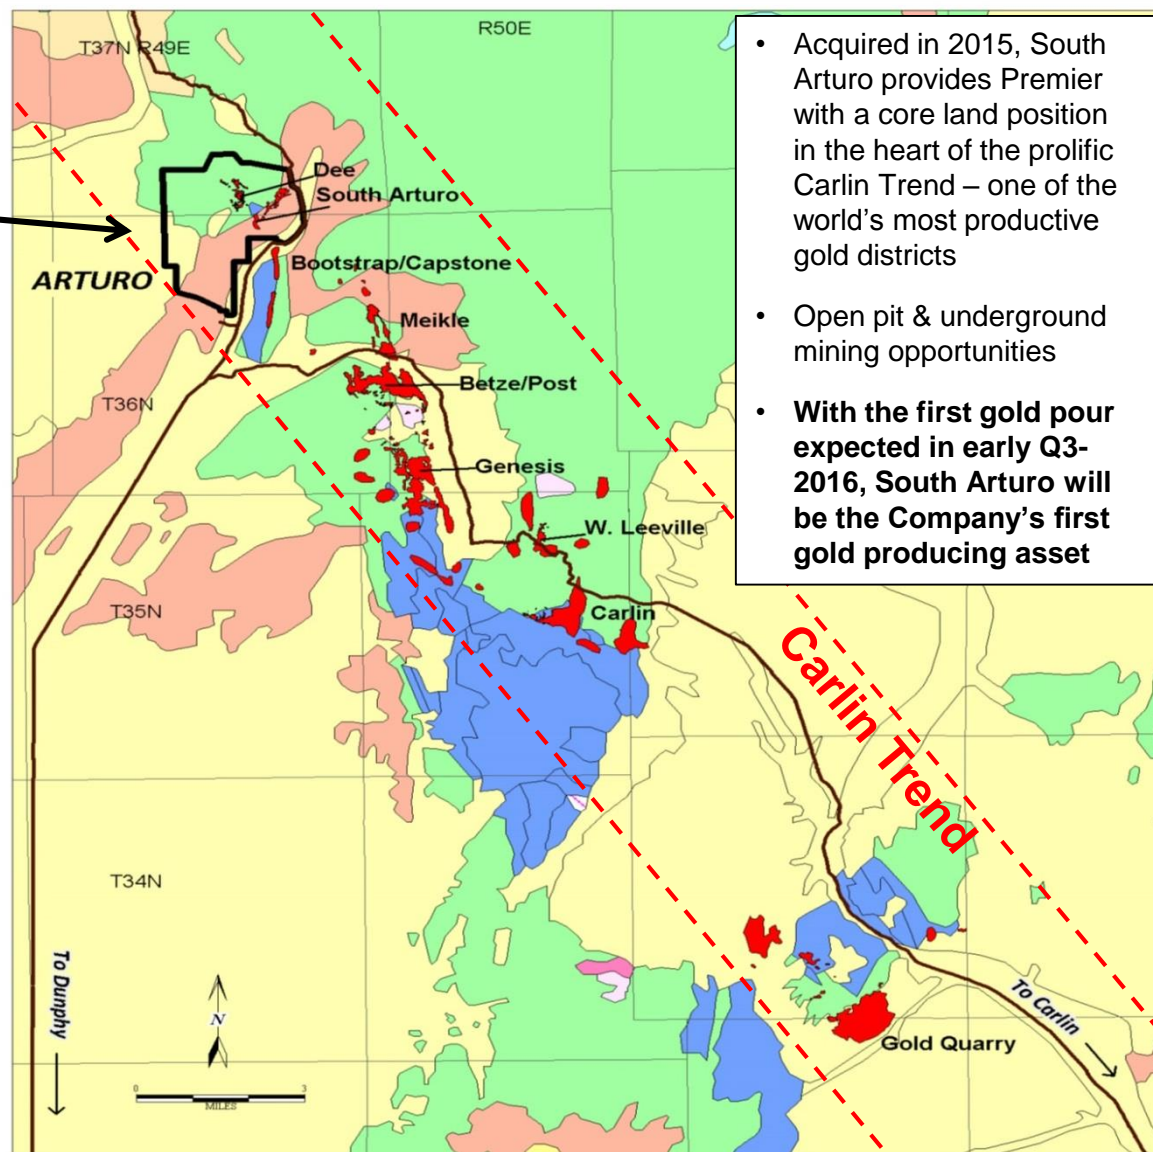 T37N R49E
R50E
• Acquired in 2015, South
Arturo provides Premier
with a core land position
in the heart of the prolific
Carlin Trend – one of the
world's most productive
gold districts
• Open pit & underground
mining opportunities
• With the first gold pour
expected in early Q3-
2016, South Arturo will
be the Company's first
gold producing asset
Dee
South Arturo
ARTURO
Bootstrap/Capstone
Meikle
Betze/Post
T36N
Genesis
W. Leeville
T35N
Carlin
Carlin Trend
T34N
To Dunphy
N
0 3
MILES
To Carlin
Gold Quarry